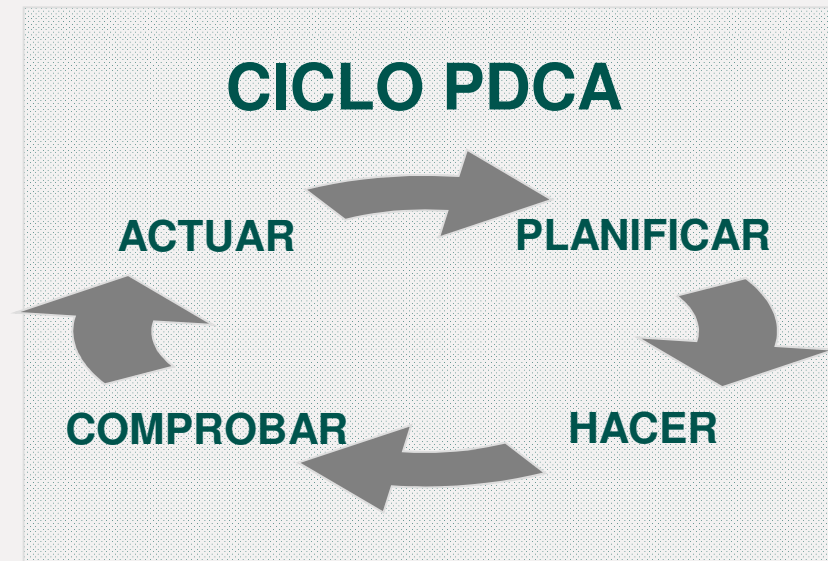 CICLO PDCA
ACTUAR
PLANIFICAR
COMPROBAR
HACER